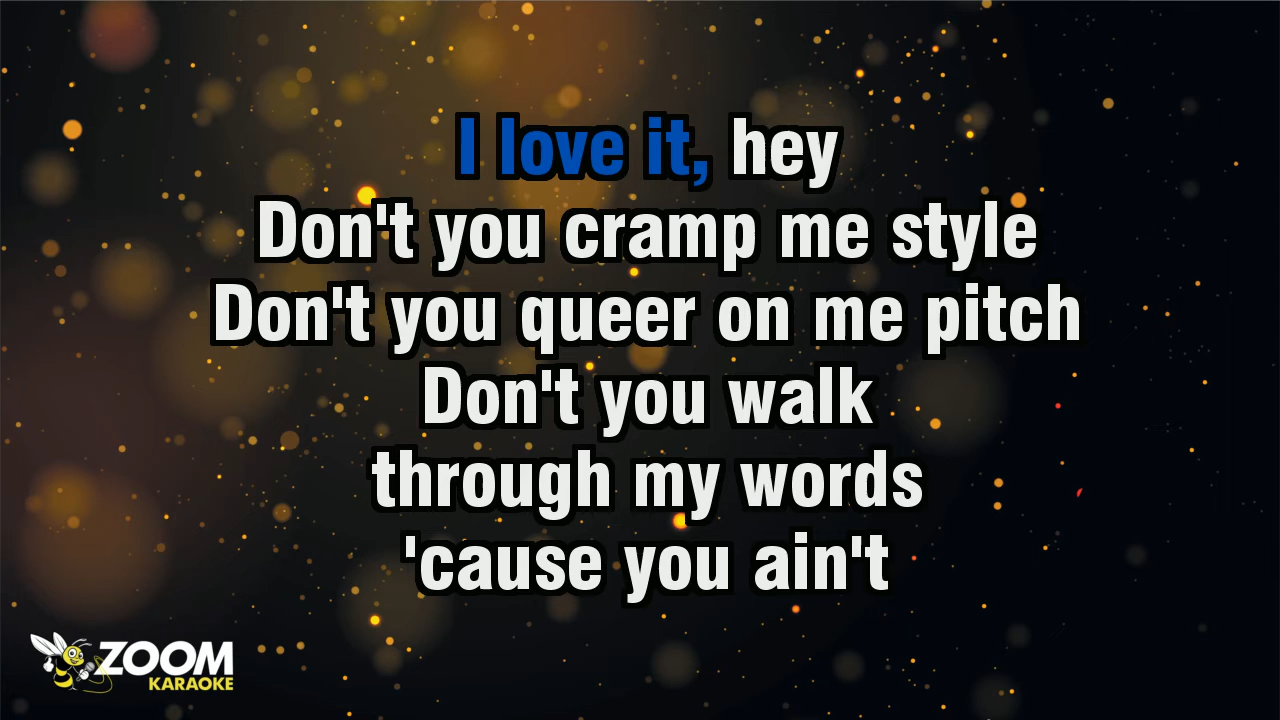 I love it, hey
Don't you cramp me style
Don't you queer on me pitch
Don't you walk
through my words
'cause you ain't
ZOOM
KARAOKE